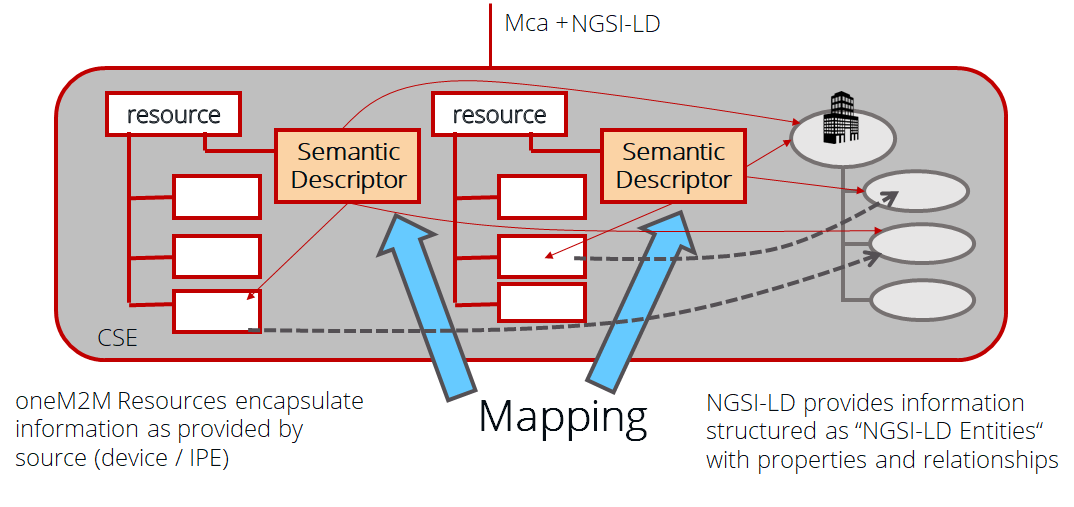 Mca +NGSI-LD
resource
resource
Semantic
Descriptor
Semantic
Descriptor
CSE
oneM2M Resources encapsulate
information as provided by
source (device / IPE)
Mapping
NGSI-LD provides information
structured as “NGSI-LD Entities“
with properties and relationships